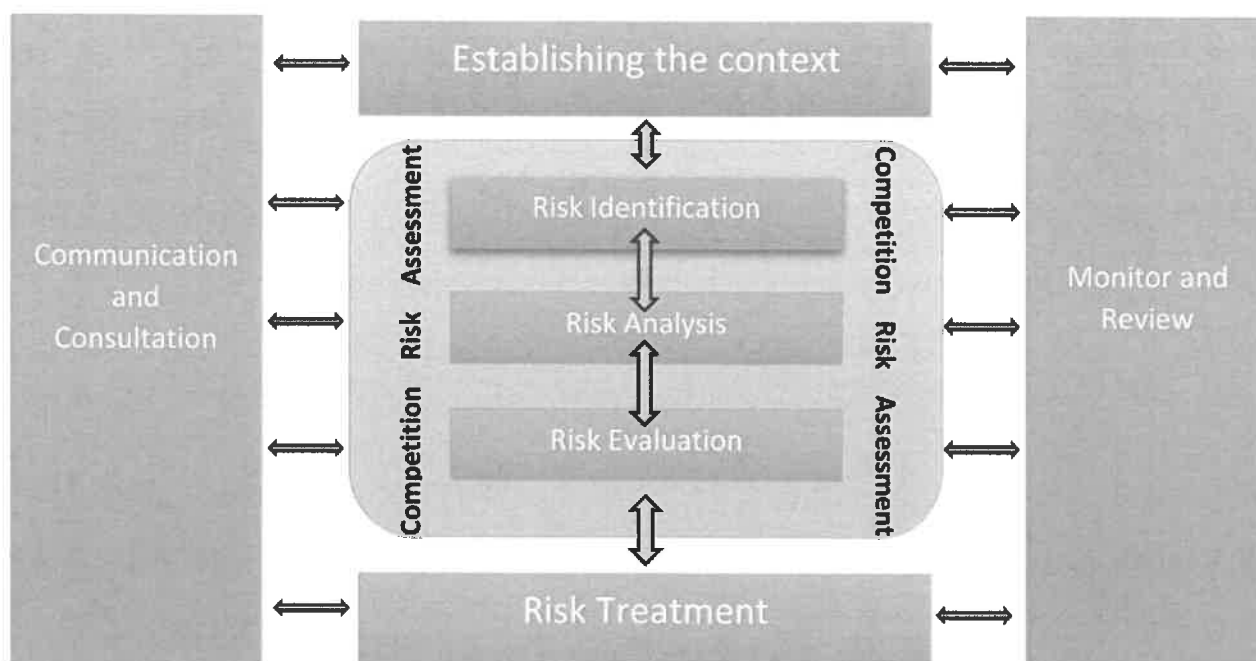 Establishing the context
Communication
and
Consultation
Competition Risk Assessment
Risk Identification
Risk Analysis
Risk Evaluation
Competition Risk Assessment
Monitor and
Review
Risk Treatment